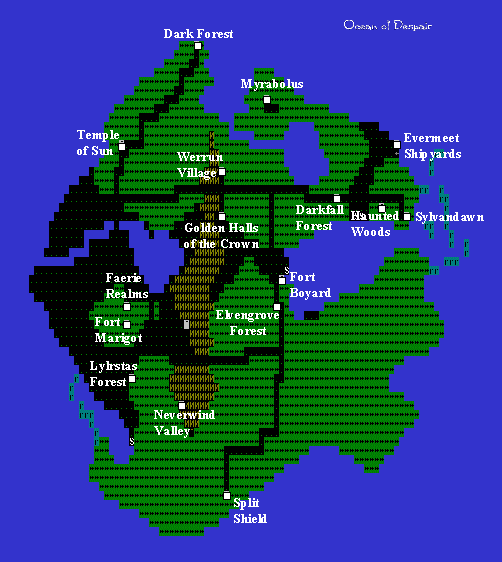 Ocean of Despair
Dark Forest
Myrabolus
Temple
of Sun
Evermeet
Shipyards
Werrun
Village
Darkfall
Forest
Haunted
Woods
Sylvandawn
Golden Halls
of the Crown
S
Fort
Boyard
Faerie
Realms
Fort
Marigot
Elvengrove
Forest
Lylrstas
Forest
Neverwind
Valley
S
Split
Shield